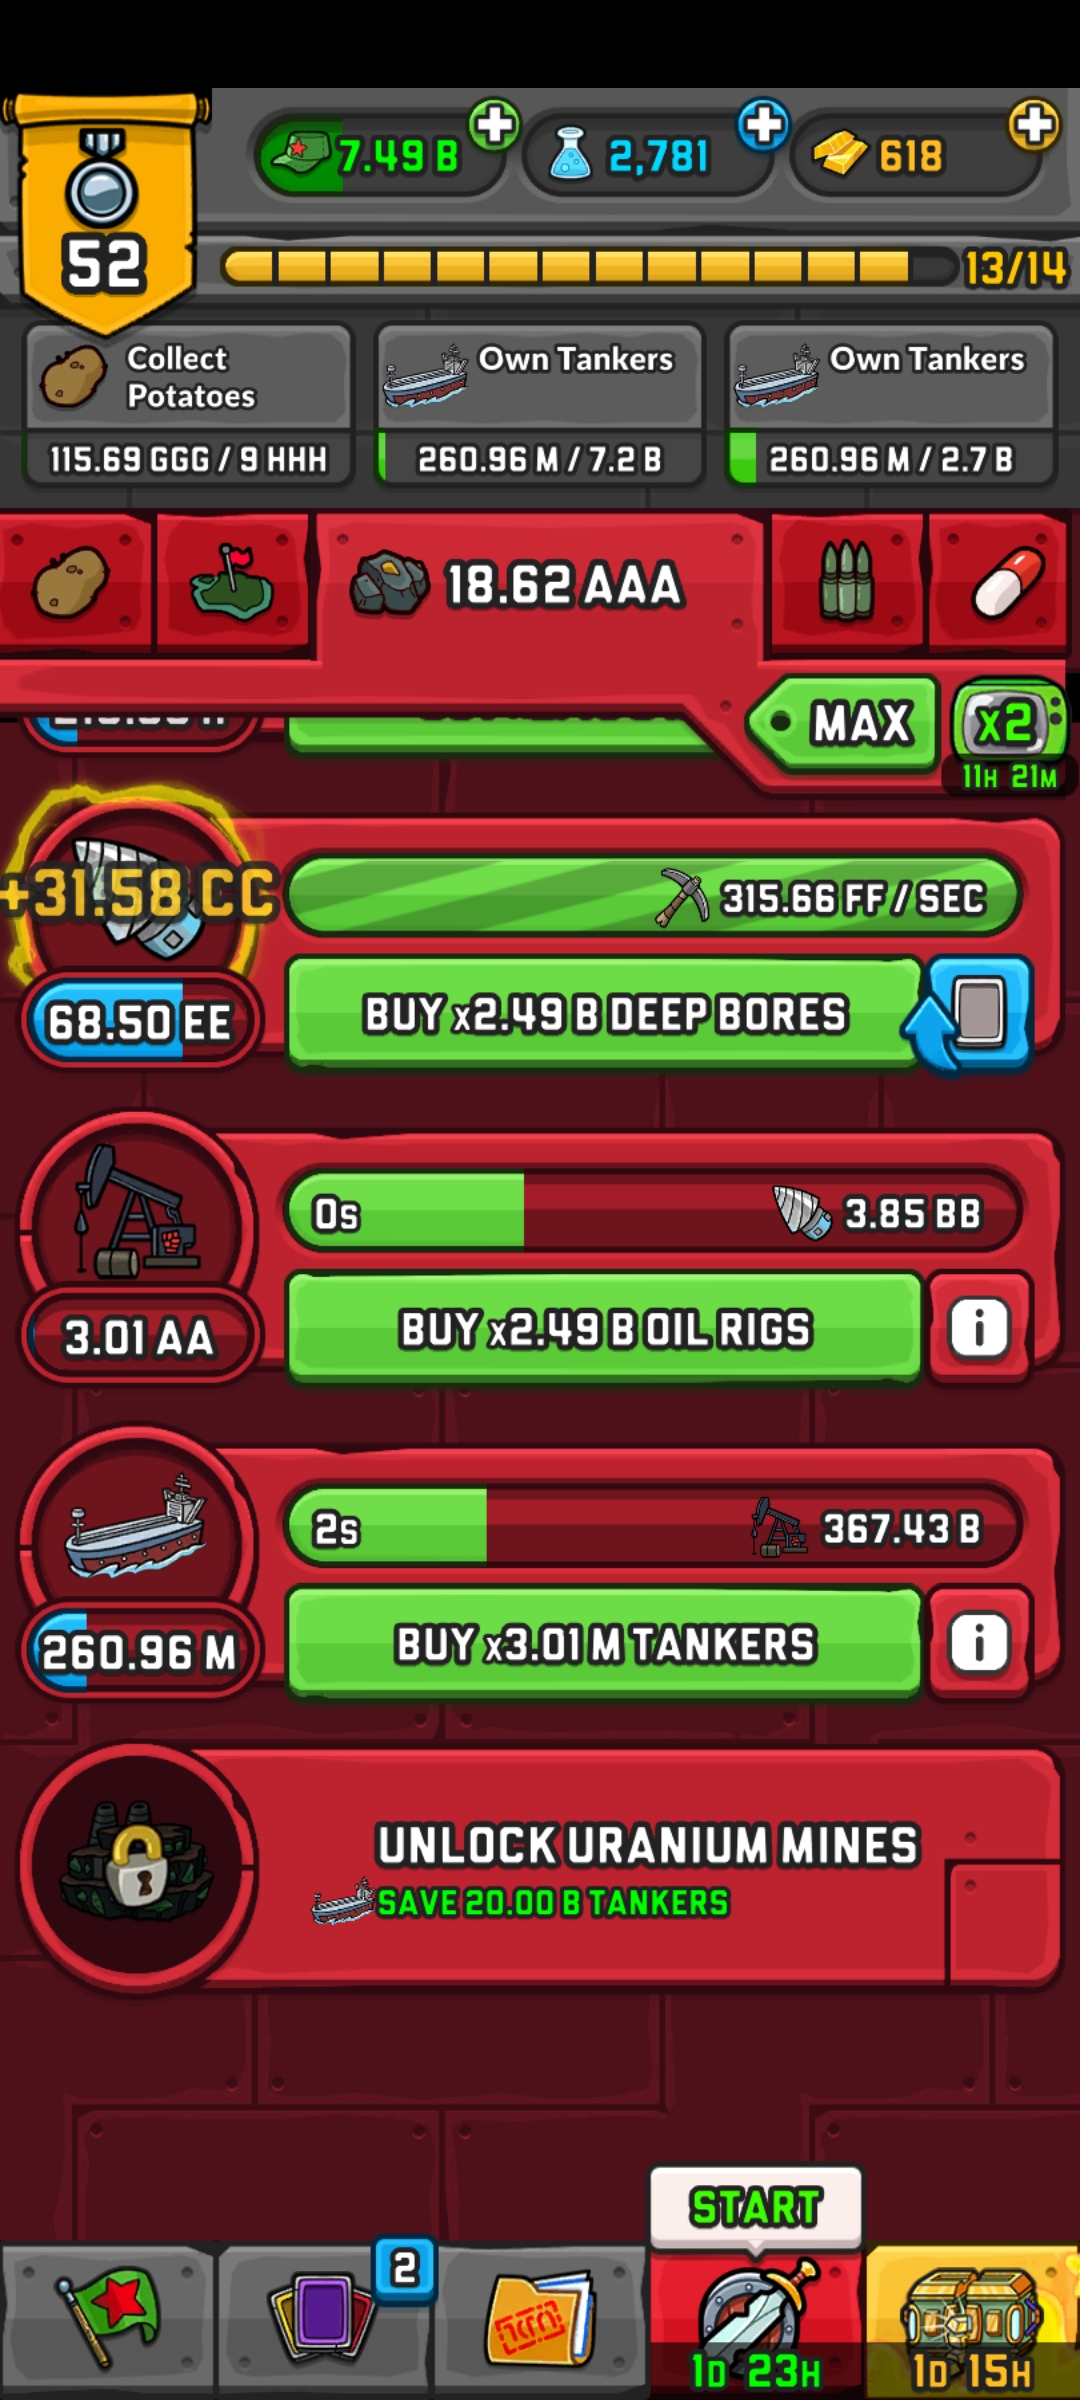 7.49 B
2,781
618
52
13/14
Collect
Potatoes
Own Tankers
Own Tankers
115.69 GGG / 9 HHH
260.96 M / 7.2 B
260.96 M / 2.7 B
18.62 AAA
MAX
x2
11H 21M
+31.58 CC
315.66 FF / SEC
68.50 EE
BUY x2.49 B DEEP BORES
0s
3.85 BB
3.01 AA
BUY x2.49 B OIL RIGS
i
2s
367.43 B
260.96 M
BUY x3.01 M TANKERS
i
UNLOCK URANIUM MINES
SAVE 20.00 B TANKERS
START
2
1D 23H
1D 15H